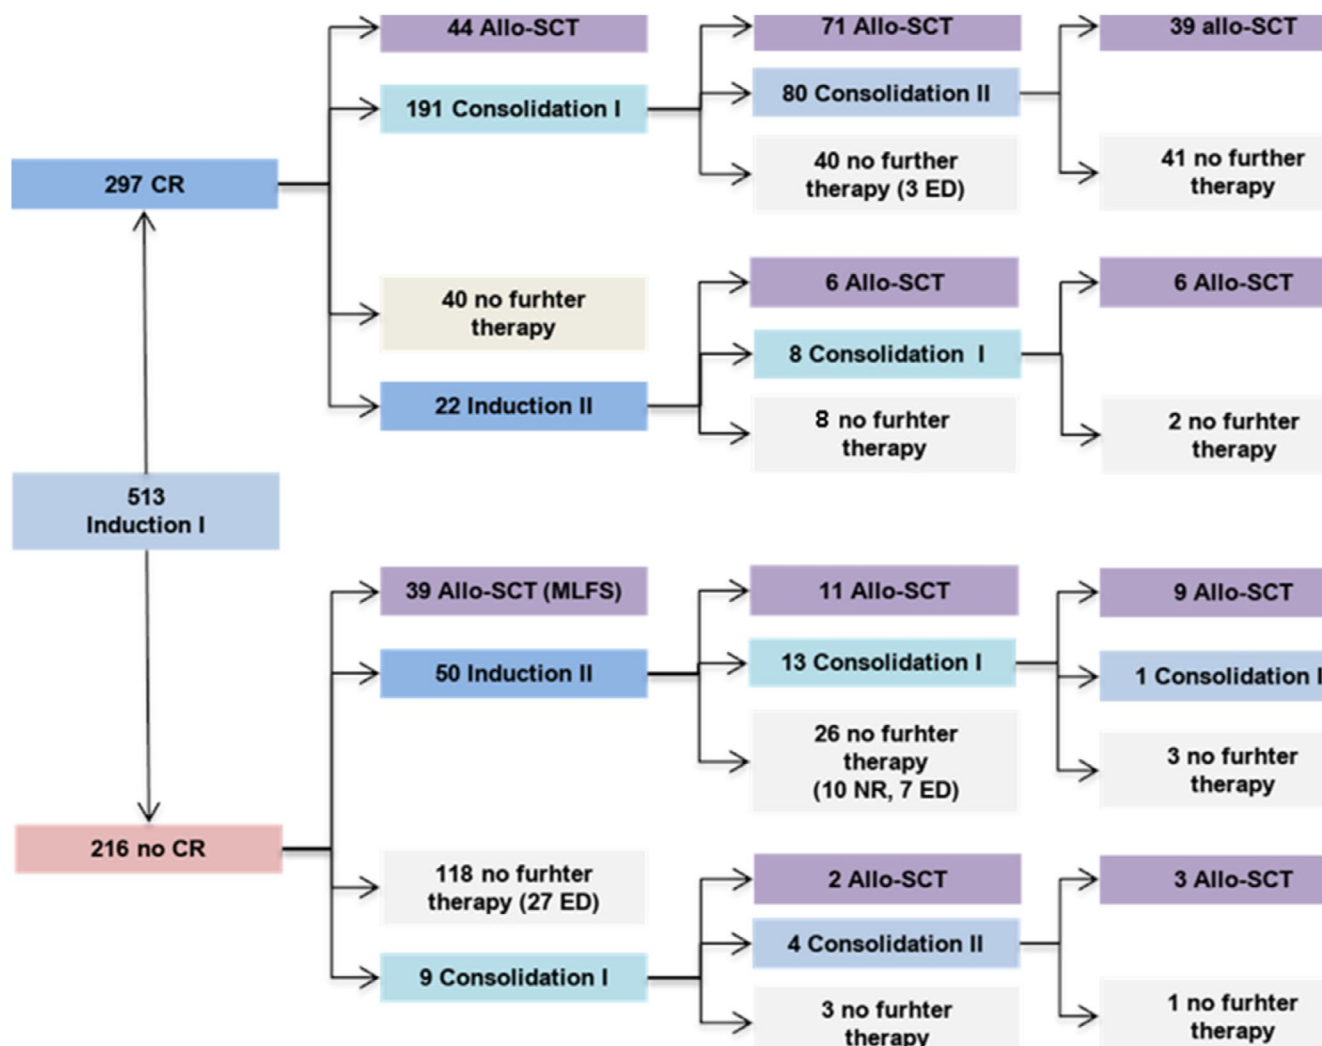 44 Allo-SCT
71 Allo-SCT
39 allo-SCT
191 Consolidation I
80 Consolidation II
40 no further
therapy (3 ED)
41 no further
therapy
297 CR
40 no furhter
therapy
6 Allo-SCT
6 Allo-SCT
8 Consolidation I
22 Induction II
8 no furhter
therapy
2 no furhter
therapy
513
Induction I
39 Allo-SCT (MLFS)
11 Allo-SCT
9 Allo-SCT
50 Induction II
13 Consolidation I
1 Consolidation I
26 no furhter
therapy
(10 NR, 7 ED)
3 no furhter
therapy
216 no CR
118 no furhter
therapy (27 ED)
2 Allo-SCT
3 Allo-SCT
4 Consolidation II
9 Consolidation I
3 no furhter
therapy
1 no furhter
therapy